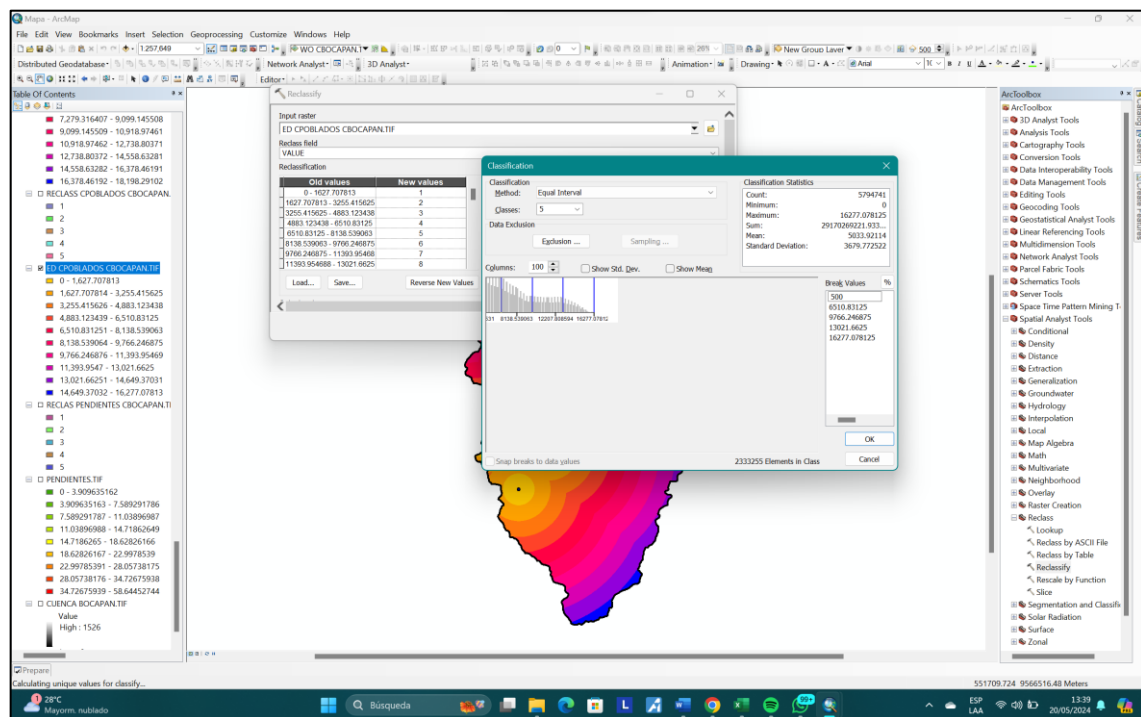 Mapa - ArcMap
File Edit View Bookmarks Insert Selection Geoprocessing Customize Windows Help
1:257,649
WO CBOCAPAN.T
New Group Layer
500
Distributed Geodatabase
Network Analyst
3D Analyst
Animation
Drawing
Arial
Editor
Table Of Contents
7,279.316407 - 9,099.145508
9,099.145509 - 10,918.97461
10,918.97462 - 12,738.80371
12,738.80372 - 14,558.63281
14,558.63282 - 16,378.46191
16,378.46192 - 18,198.29102
RECLASS CPOBLADOS CBOCAPAN.
1
2
3
4
5
ED CPOBLADOS CBOCAPAN.TIF
0 - 1,627.707813
1,627.707814 - 3,255.415625
3,255.415626 - 4,883.123438
4,883.123439 - 6,510.83125
6,510.831251 - 8,138.539063
8,138.539064 - 9,766.246875
9,766.246876 - 11,393.95469
11,393.9547 - 13,021.6625
13,021.66251 - 14,649.37031
14,649.37032 - 16,277.07813
RECLAS PENDIENTES CBOCAPAN.TI
1
2
3
4
5
PENDIENTES.TIF
0 - 3.909635162
3.909635163 - 7.589291786
7.589291787 - 11.03896987
11.03896988 - 14.71862649
14.7186265 - 18.62826166
18.62826167 - 22.9978539
22.99785391 - 28.05738175
28.05738176 - 34.72675938
34.72675939 - 58.64452744
CUENCA BOCAPAN.TIF
Value
High : 1526
Reclassify
Input raster
ED CPOBLADOS CBOCAPAN.TIF
Reclass field
VALUE
Reclassification
Old values New values
0 - 1627.707813 1
1627.707813 - 3255.415625 2
3255.415625 - 4883.123438 3
4883.123438 - 6510.83125 4
6510.83125 - 8138.539063 5
8138.539063 - 9766.246875 6
9766.246875 - 11393.95468 7
11393.954688 - 13021.6625 8
Load... Save... Reverse New Values
Classification
Classification
Method: Equal Interval
Classes: 5
Data Exclusion
Exclusion ... Sampling ...
Columns: 100 Show Std. Dev. Show Mean
Classification Statistics
Count: 5794741
Minimum: 0
Maximum: 16277.078125
Sum: 29170269221.933...
Mean: 5033.92114
Standard Deviation: 3679.772522
Break Values %
500
6510.83125
9766.246875
13021.6625
16277.078125
8138.539063 12207.808594 16277.07812
OK
Snap breaks to data values
2333255 Elements in Class
Cancel
ArcToolbox
ArcToolbox
3D Analyst Tools
Analysis Tools
Cartography Tools
Conversion Tools
Data Interoperability Tools
Data Management Tools
Editing Tools
Geocoding Tools
Geostatistical Analyst Tools
Linear Referencing Tools
Multidimension Tools
Network Analyst Tools
Parcel Fabric Tools
Schematics Tools
Server Tools
Space Time Pattern Mining T
Spatial Analyst Tools
Conditional
Density
Distance
Extraction
Generalization
Groundwater
Hydrology
Interpolation
Local
Map Algebra
Math
Multivariate
Neighborhood
Overlay
Raster Creation
Reclass
Lookup
Reclass by ASCII File
Reclass by Table
Reclassify
Rescale by Function
Slice
Segmentation and Classifi
Solar Radiation
Surface
Zonal
Catalog
Search
Create Features
Prepare
Calculating unique values for classify...
551709.724 9566516.48 Meters
1
28°C
Mayorm. nublado
Búsqueda
99+
ESP
LAA
13:39
20/05/2024